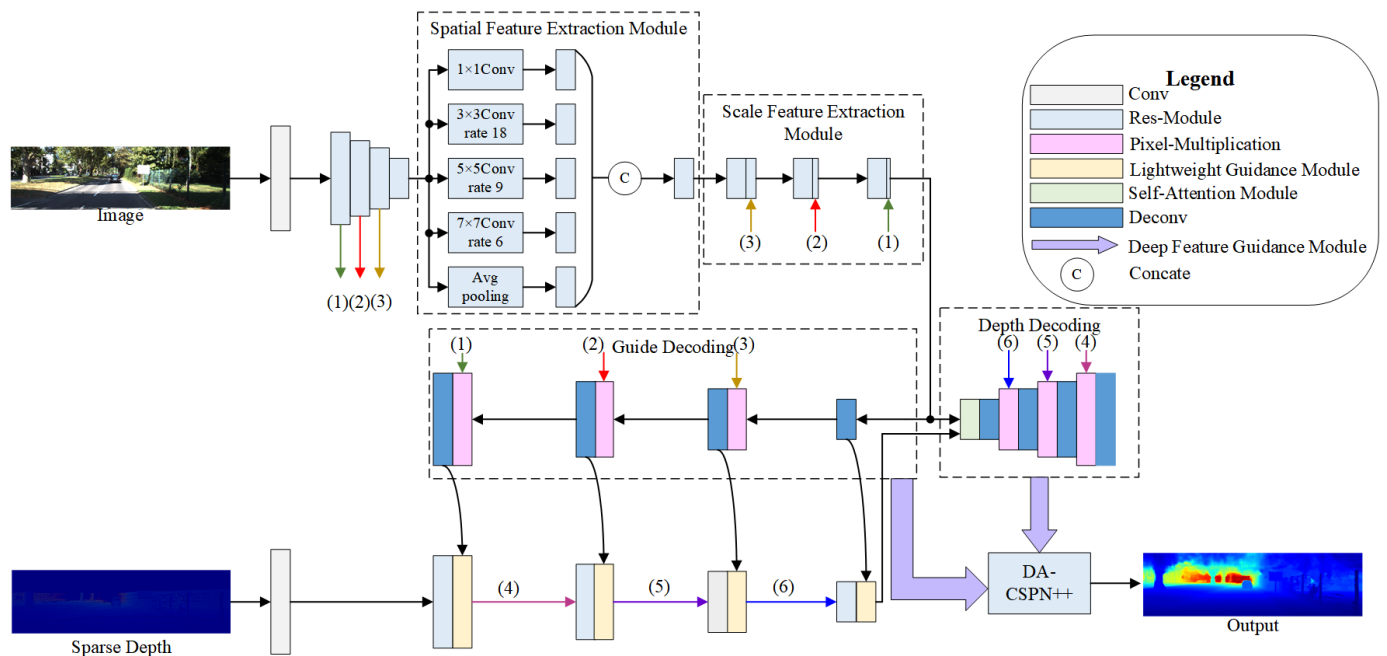 Spatial Feature Extraction Module
1×1Conv
3×3Conv
rate 18
5×5Conv
rate 9
7×7Conv
rate 6
Avg
pooling
C
Image
(1)(2)(3)
Scale Feature Extraction
Module
(3)
(2)
(1)
Legend
Conv
Res-Module
Pixel-Multiplication
Lightweight Guidance Module
Self-Attention Module
Deconv
Deep Feature Guidance Module
C
Concate
Guide Decoding
(1)
(2)
(3)
Depth Decoding
(6)
(5)
(4)
(4)
(5)
(6)
DA-
CSPN++
Sparse Depth
Output